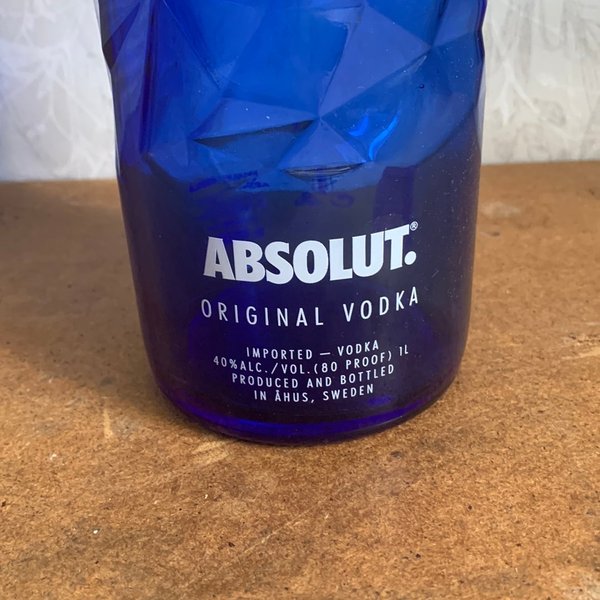 ABSOLUT.®
ORIGINAL VODKA
IMPORTED — VODKA
40%ALC./VOL.(80 PROOF) 1L
PRODUCED AND BOTTLED
IN ÅHUS, SWEDEN